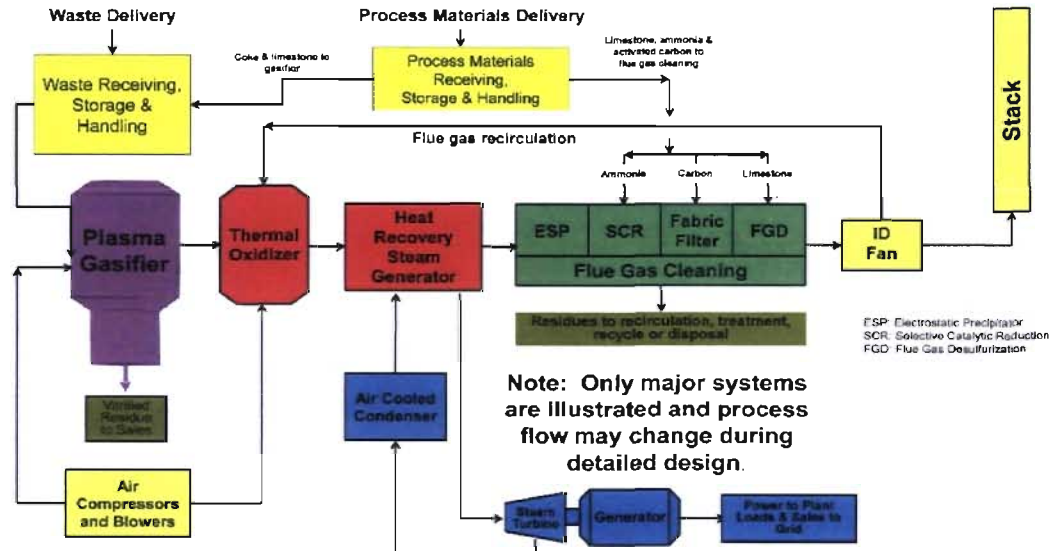 Waste Delivery
Process Materials Delivery
Coke & limestone to
gasifier
Limestone, ammonia &
activated carbon to
flue gas cleaning
Waste Receiving,
Storage &
Handling
Process Materials
Receiving,
Storage & Handling
Stack
Flue gas recirculation
Ammonia
Carbon
Limestone
Plasma
Gasifier
Thermal
Oxidizer
Heat
Recovery
Steam
Generator
ESP
SCR
Fabric
Filter
FGD
Flue Gas Cleaning
ID
Fan
Residues to recirculation, treatment,
recycle or disposal
ESP: Electrostatic Precipitator
SCR: Selective Catalytic Reduction
FGD: Flue Gas Desulfurization
Vitrified
Residue
to Sales
Air Cooled
Condenser
Note: Only major systems
are illustrated and process
flow may change during
detailed design.
Air
Compressors
and Blowers
Steam
Turbine
Generator
Power to Plant
Loads & Sales to
Grid